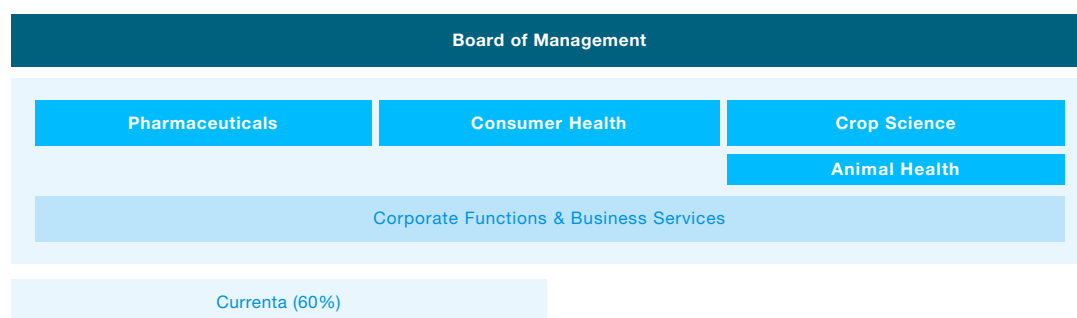 Board of Management
Pharmaceuticals
Consumer Health
Crop Science
Animal Health
Corporate Functions & Business Services
Currenta (60%)